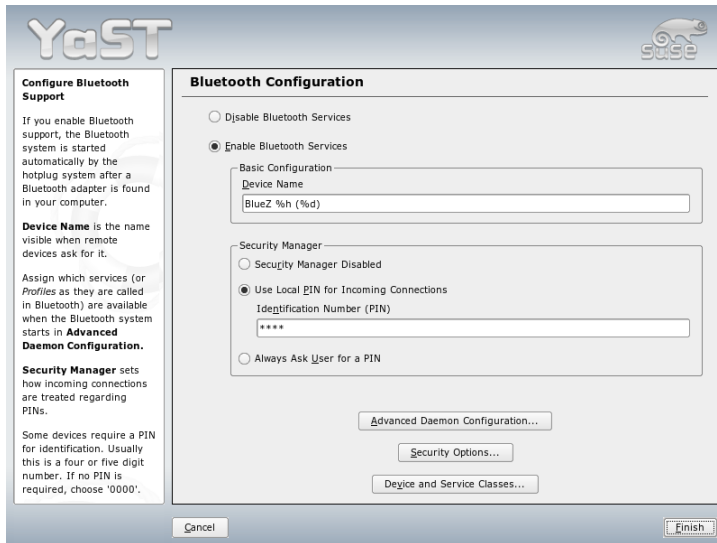 YaST
SUSE
Configure Bluetooth
Support
If you enable Bluetooth
support, the Bluetooth
system is started
automatically by the
hotplug system after a
Bluetooth adapter is found
in your computer.
Device Name is the name
visible when remote
devices ask for it.
Assign which services (or
Profiles as they are called
in Bluetooth) are available
when the Bluetooth system
starts in Advanced
Daemon Configuration.
Security Manager sets
how incoming connections
are treated regarding
PINs.
Some devices require a PIN
for identification. Usually
this is a four or five digit
number. If no PIN is
required, choose '0000'.
Bluetooth Configuration
Disable Bluetooth Services
Enable Bluetooth Services
Basic Configuration
Device Name
BlueZ %h (%d)
Security Manager
Security Manager Disabled
Use Local PIN for Incoming Connections
Identification Number (PIN)
****
Always Ask User for a PIN
Advanced Daemon Configuration...
Security Options...
Device and Service Classes...
Cancel
Finish